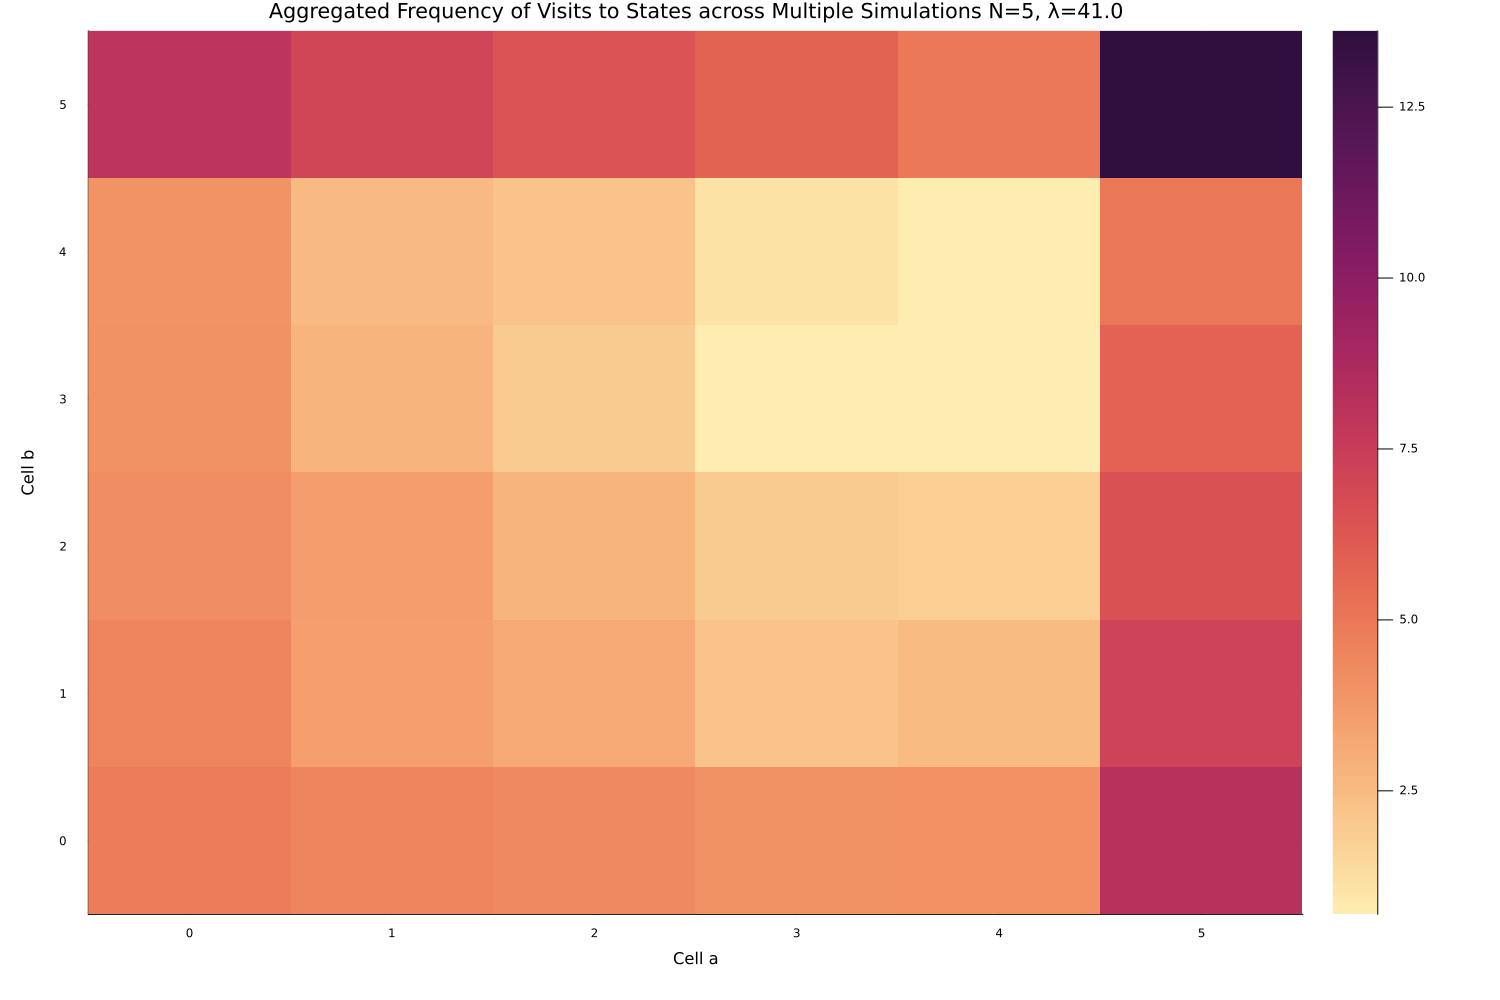 Aggregated Frequency of Visits to States across Multiple Simulations N=5, λ=41.0
5
4
3
2
1
0
Cell b
0 1 2 3 4 5
Cell a
12.5
10.0
7.5
5.0
2.5